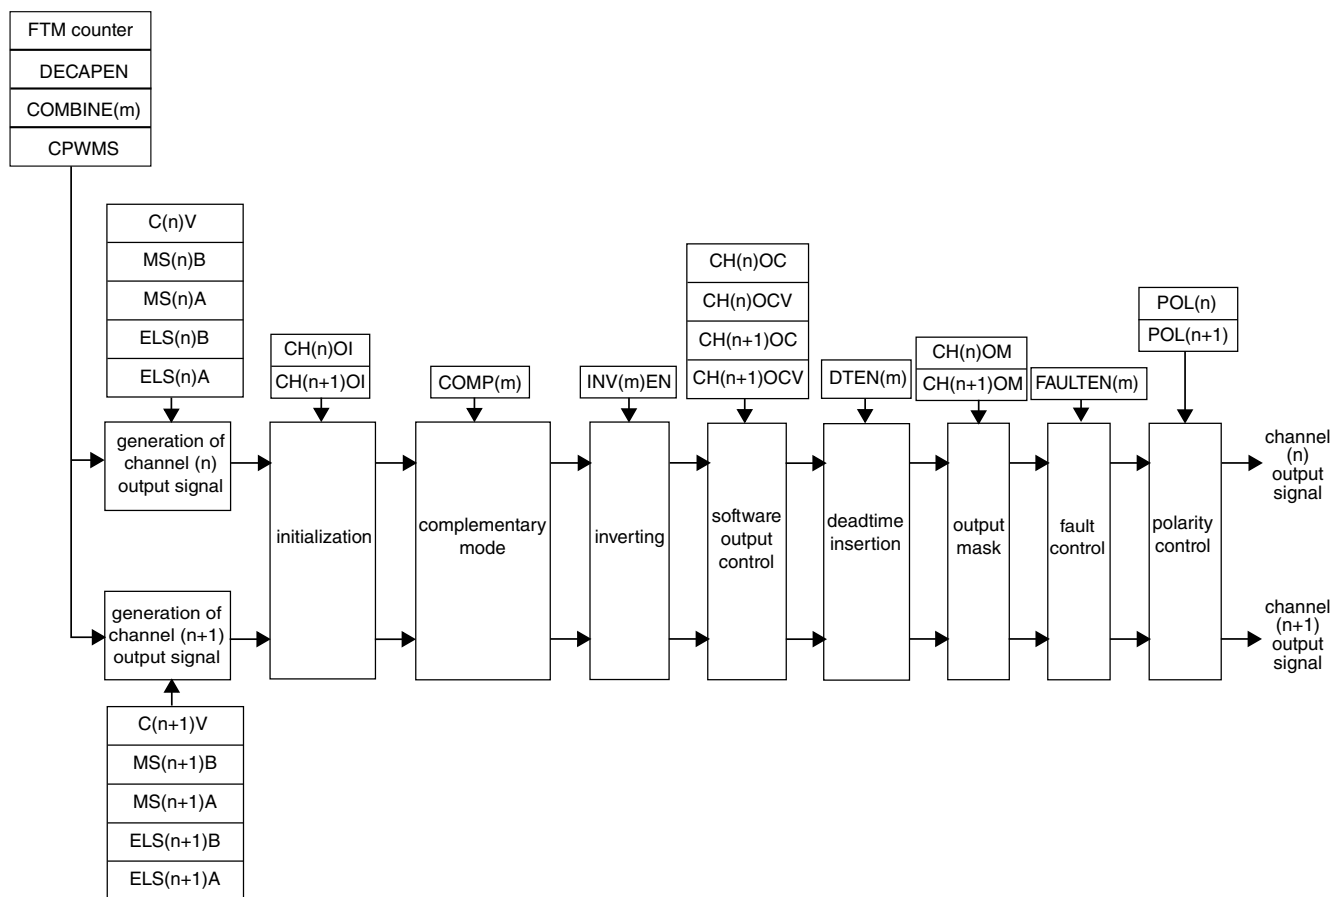 FTM counter
DECAPEN
COMBINE(m)
CPWMS
C(n)V
MS(n)B
MS(n)A
ELS(n)B
ELS(n)A
CH(n)OI
CH(n+1)OI
COMP(m)
INV(m)EN
CH(n)OC
CH(n)OCV
CH(n+1)OC
CH(n+1)OCV
DTEN(m)
CH(n)OM
CH(n+1)OM
FAULTEN(m)
POL(n)
POL(n+1)
generation of
channel (n)
output signal
initialization
complementary
mode
inverting
software
output
control
deadtime
insertion
output
mask
fault
control
polarity
control
channel
(n)
output
signal
generation of
channel (n+1)
output signal
channel
(n+1)
output
signal
C(n+1)V
MS(n+1)B
MS(n+1)A
ELS(n+1)B
ELS(n+1)A